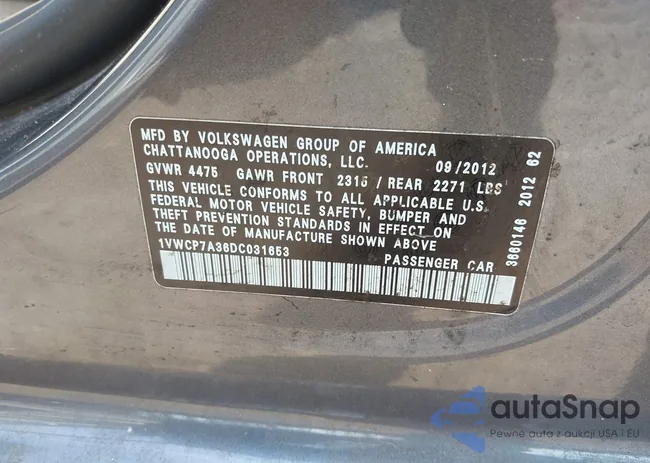 MFD BY VOLKSWAGEN GROUP OF AMERICA
CHATTANOOGA OPERATIONS, LLC. 09/2012
GVWR 4475 GAWR FRONT 2315 / REAR 2271 LBS
THIS VEHICLE CONFORMS TO ALL APPLICABLE U.S.
FEDERAL MOTOR VEHICLE SAFETY, BUMPER AND
THEFT PREVENTION STANDARDS IN EFFECT ON
THE DATE OF MANUFACTURE SHOWN ABOVE
1VWCP7A36DC031653 PASSENGER CAR
3660146 2012 62
autaSnap
Pewne auta z aukcji USA i EU